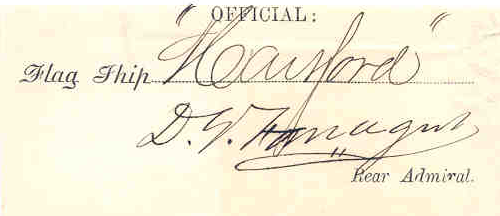 OFFICIAL:
Flag Ship "Hartford"
D. G. Farragut
Rear Admiral.